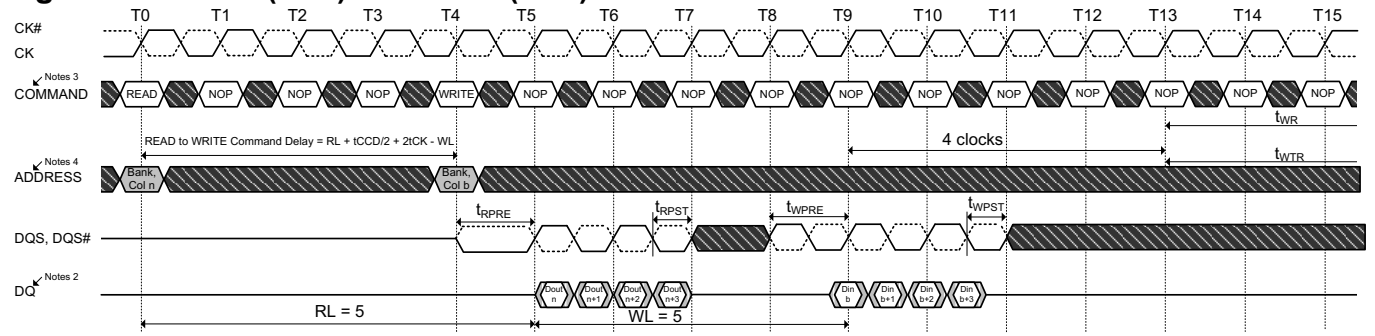 T0 T1 T2 T3 T4 T5 T6 T7 T8 T9 T10 T11 T12 T13 T14 T15
CK#
CK
Notes 3
COMMAND READ NOP NOP NOP WRITE NOP NOP NOP NOP NOP NOP NOP NOP NOP NOP NOP
tWR
READ to WRITE Command Delay = RL + tCCD/2 + 2tCK - WL
4 clocks
tWTR
Notes 4
ADDRESS
Bank, Col n
Bank, Col b
tRPRE tRPST tWPRE tWPST
DQS, DQS#
Notes 2
DQ
Dout n
Dout n+1
Dout n+2
Dout n+3
Din b
Din b+1
Din b+2
Din b+3
RL = 5
WL = 5